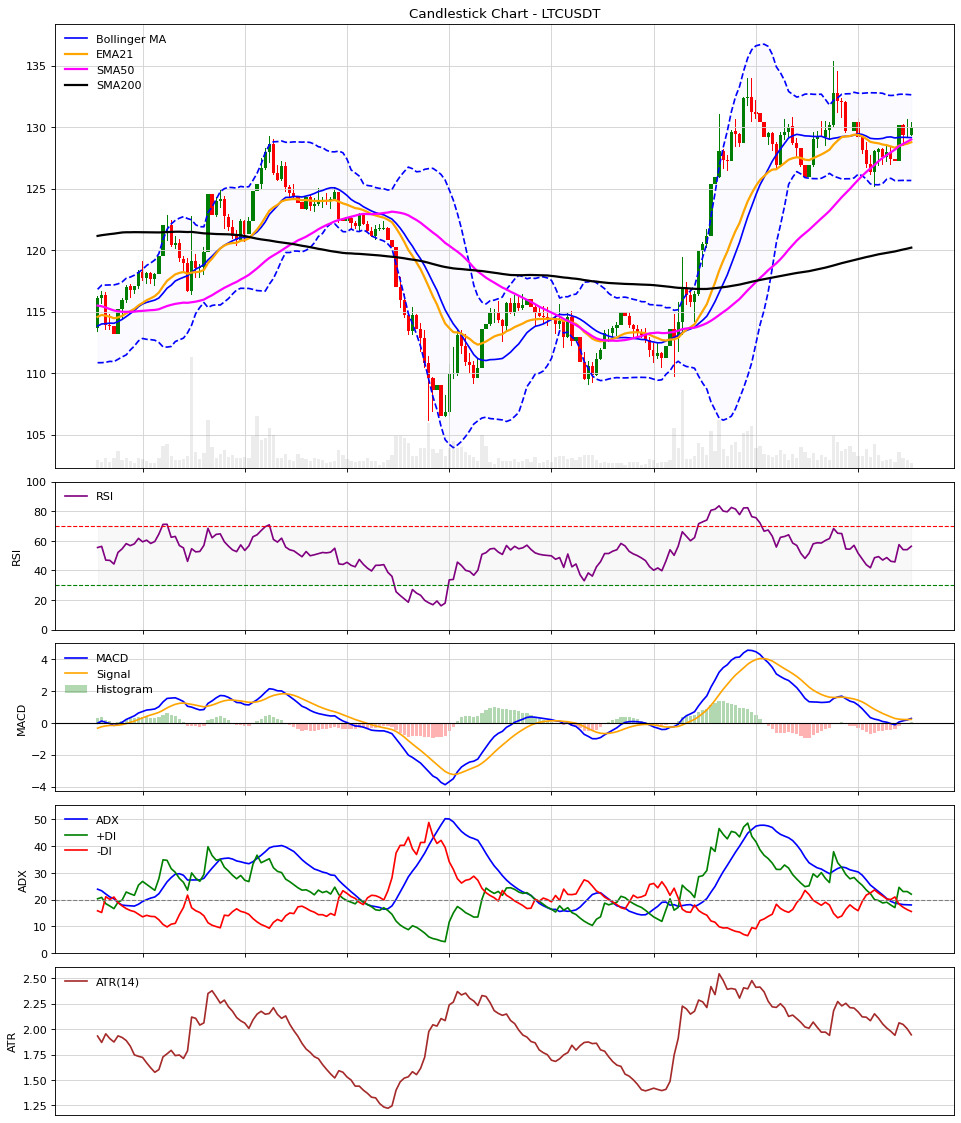 Candlestick Chart - LTCUSDT
Bollinger MA
EMA21
SMA50
SMA200
135
130
125
120
115
110
105
RSI
RSI
100
80
60
40
20
0
MACD
Signal
Histogram
MACD
4
2
0
−2
−4
ADX
+DI
-DI
ADX
50
40
30
20
10
0
ATR(14)
ATR
2.50
2.25
2.00
1.75
1.50
1.25